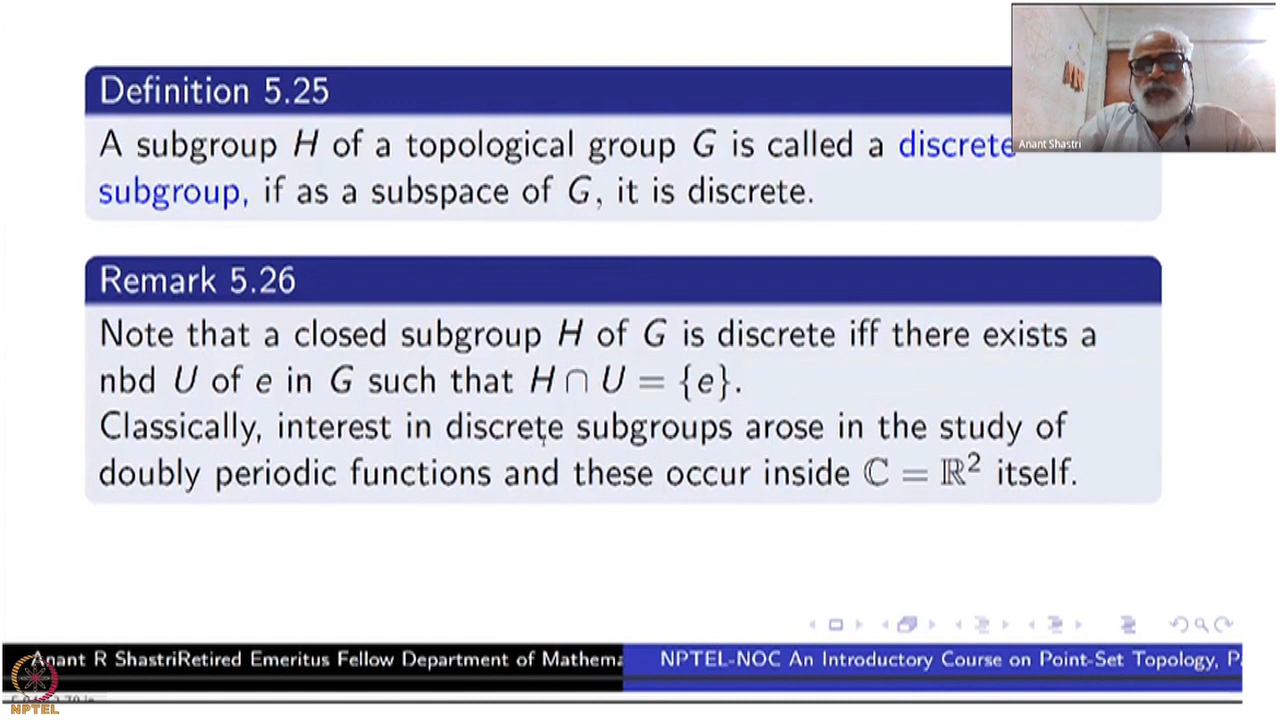 Definition 5.25
A subgroup H of a topological group G is called a discrete
subgroup, if as a subspace of G, it is discrete.
Anant Shastri
Remark 5.26
Note that a closed subgroup H of G is discrete iff there exists a
nbd U of e in G such that H ∩ U = {e}.
Classically, interest in discrete subgroups arose in the study of
doubly periodic functions and these occur inside ℂ = ℝ² itself.
Anant R ShastriRetired Emeritus Fellow Department of Mathema
NPTEL-NOC An Introductory Course on Point-Set Topology, P
NPTEL